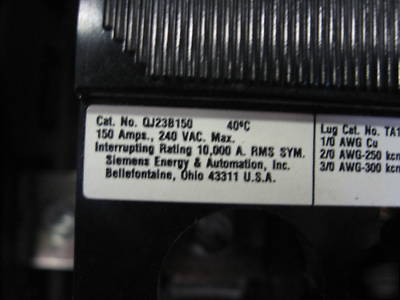 Cat. No. QJ23B150 40°C
150 Amps., 240 VAC. Max.
Interrupting Rating 10,000 A. RMS SYM.
Siemens Energy & Automation, Inc.
Bellefontaine, Ohio 43311 U.S.A.
Lug Cat. No. TA1
1/0 AWG Cu
2/0 AWG-250 kcm
3/0 AWG-300 kcm